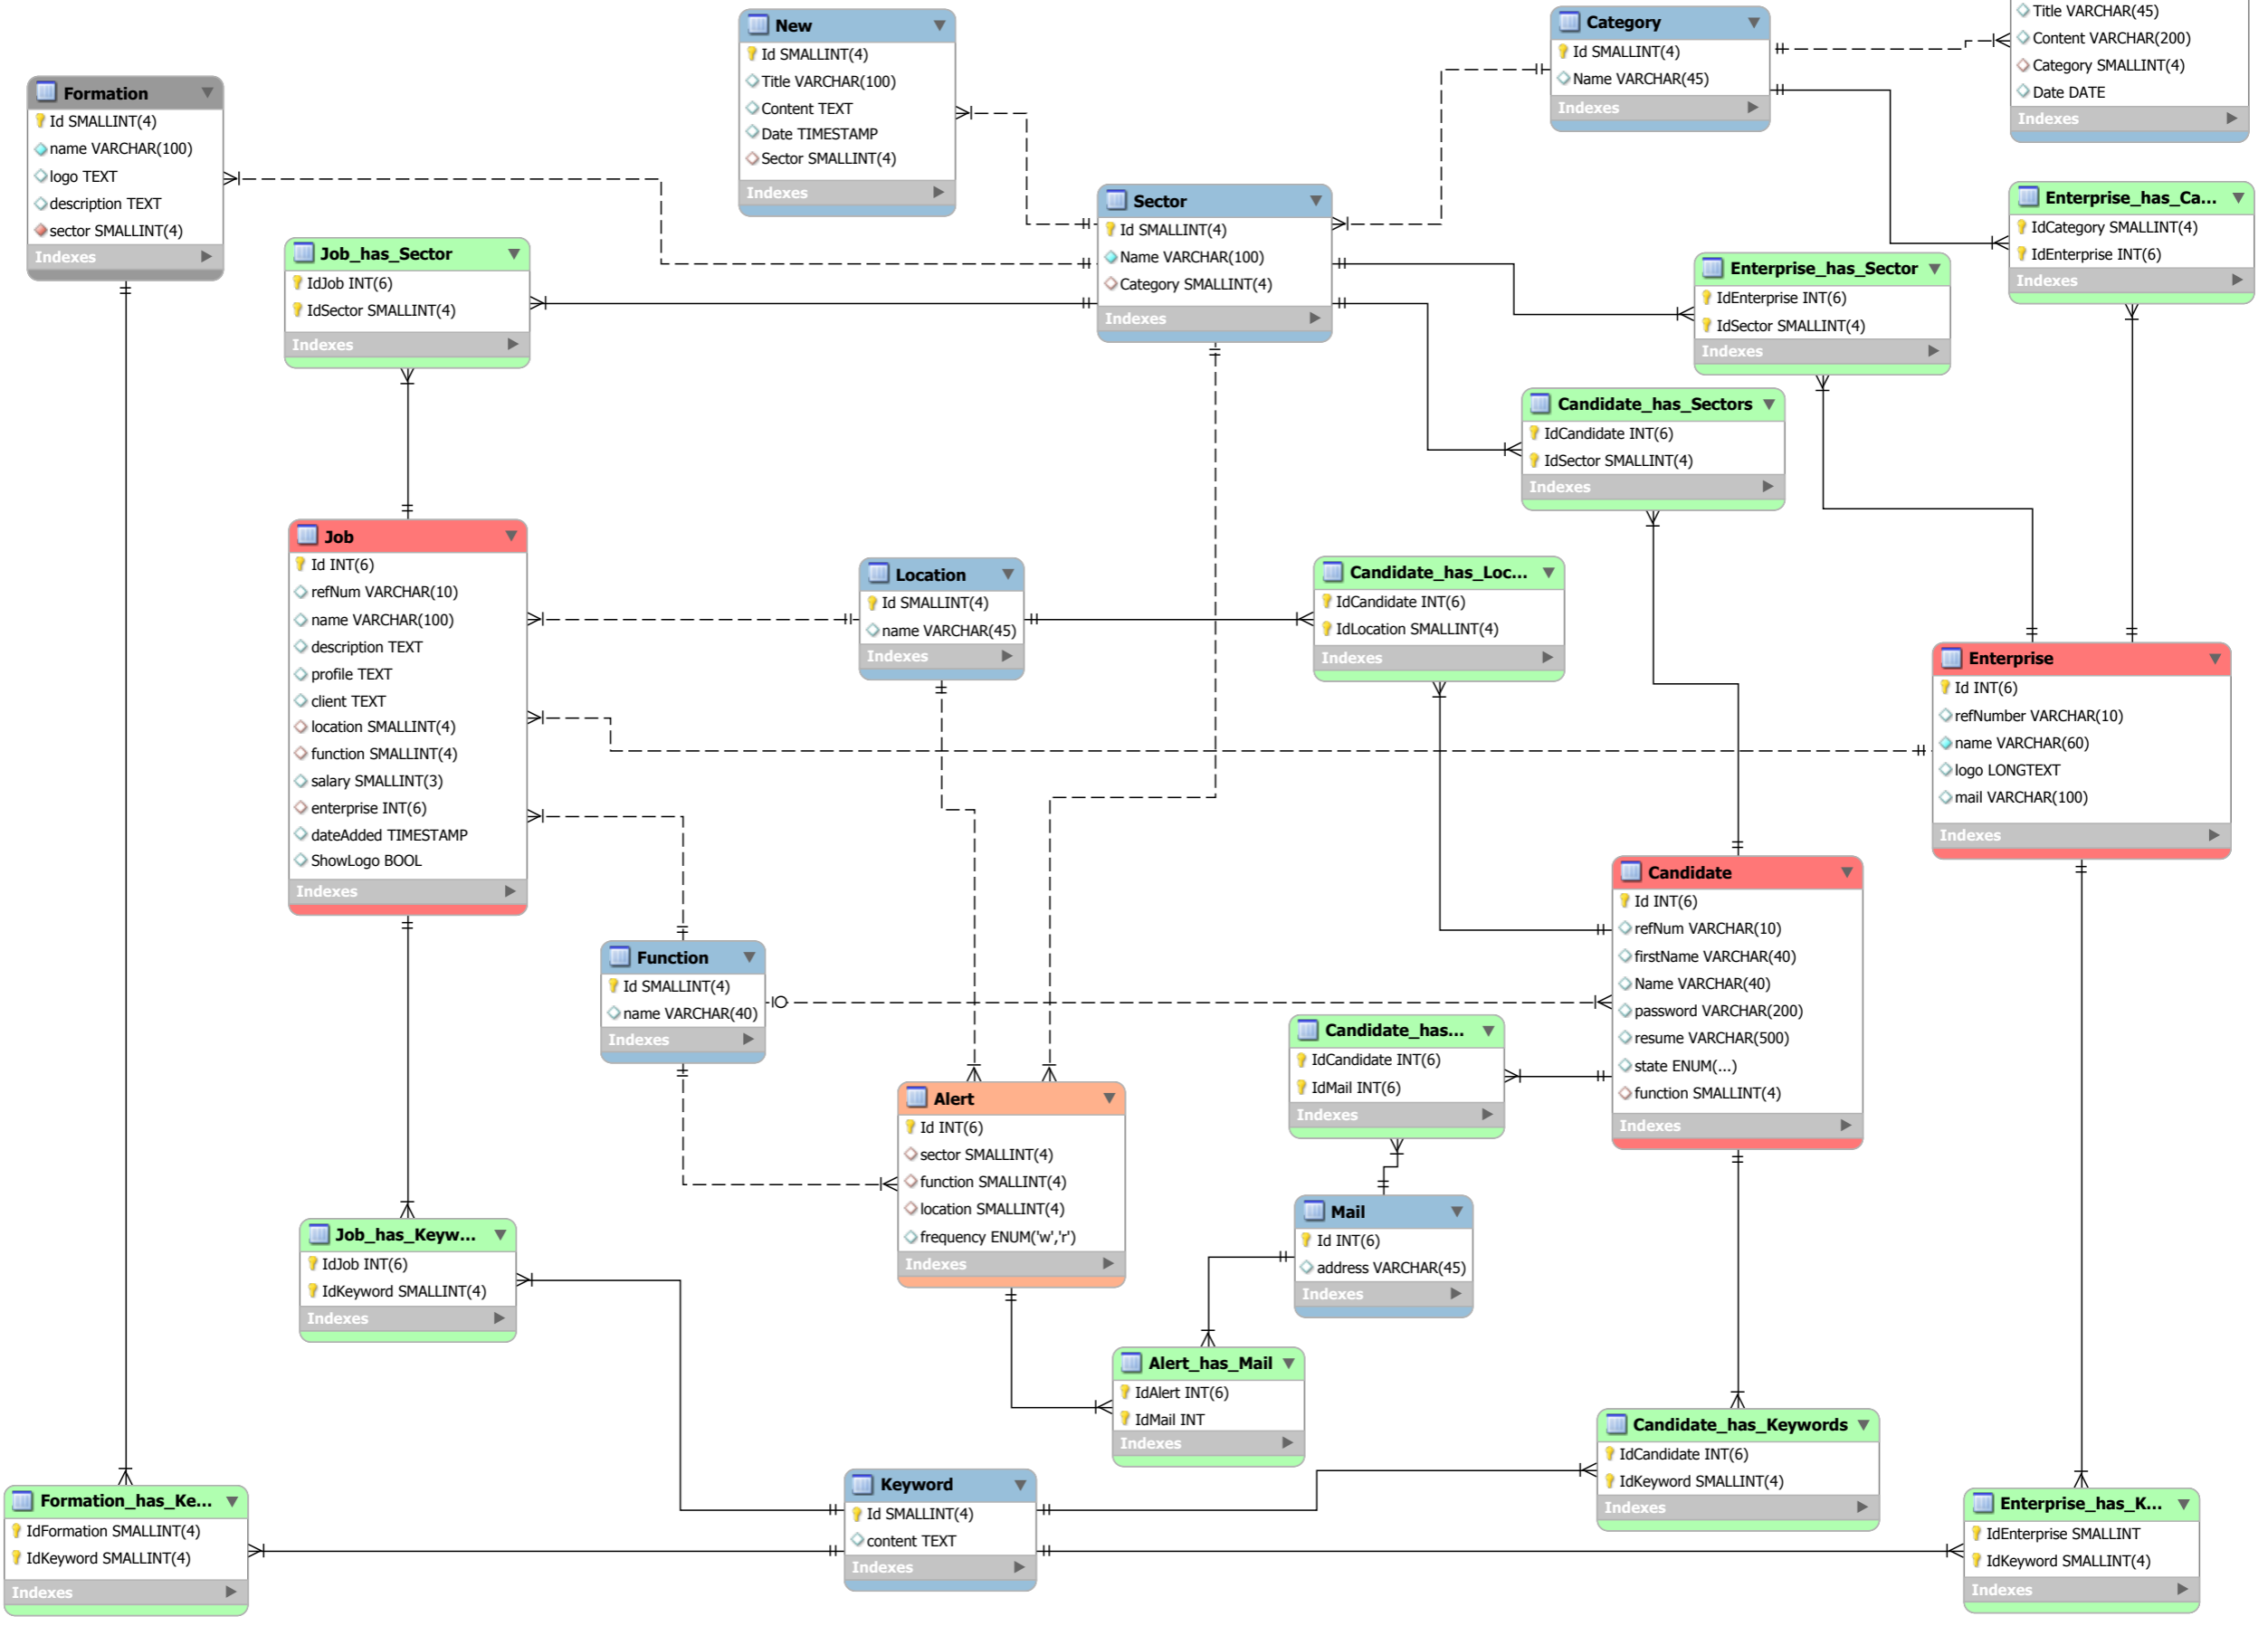 New
Id SMALLINT(4)
Title VARCHAR(100)
Content TEXT
Date TIMESTAMP
Sector SMALLINT(4)
Indexes
Category
Id SMALLINT(4)
Name VARCHAR(45)
Indexes
Title VARCHAR(45)
Content VARCHAR(200)
Category SMALLINT(4)
Date DATE
Indexes
Formation
Id SMALLINT(4)
name VARCHAR(100)
logo TEXT
description TEXT
sector SMALLINT(4)
Indexes
Sector
Id SMALLINT(4)
Name VARCHAR(100)
Category SMALLINT(4)
Indexes
Enterprise_has_Ca...
IdCategory SMALLINT(4)
IdEnterprise INT(6)
Indexes
Job_has_Sector
IdJob INT(6)
IdSector SMALLINT(4)
Indexes
Enterprise_has_Sector
IdEnterprise INT(6)
IdSector SMALLINT(4)
Indexes
Candidate_has_Sectors
IdCandidate INT(6)
IdSector SMALLINT(4)
Indexes
Job
Id INT(6)
refNum VARCHAR(10)
name VARCHAR(100)
description TEXT
profile TEXT
client TEXT
location SMALLINT(4)
function SMALLINT(4)
salary SMALLINT(3)
enterprise INT(6)
dateAdded TIMESTAMP
ShowLogo BOOL
Indexes
Location
Id SMALLINT(4)
name VARCHAR(45)
Indexes
Candidate_has_Loc...
IdCandidate INT(6)
IdLocation SMALLINT(4)
Indexes
Enterprise
Id INT(6)
refNumber VARCHAR(10)
name VARCHAR(60)
logo LONGTEXT
mail VARCHAR(100)
Indexes
Candidate
Id INT(6)
refNum VARCHAR(10)
firstName VARCHAR(40)
Name VARCHAR(40)
password VARCHAR(200)
resume VARCHAR(500)
state ENUM(...)
function SMALLINT(4)
Indexes
Function
Id SMALLINT(4)
name VARCHAR(40)
Indexes
Candidate_has...
IdCandidate INT(6)
IdMail INT(6)
Indexes
Alert
Id INT(6)
sector SMALLINT(4)
function SMALLINT(4)
location SMALLINT(4)
frequency ENUM('w','r')
Indexes
Mail
Id INT(6)
address VARCHAR(45)
Indexes
Job_has_Keyw...
IdJob INT(6)
IdKeyword SMALLINT(4)
Indexes
Alert_has_Mail
IdAlert INT(6)
IdMail INT
Indexes
Candidate_has_Keywords
IdCandidate INT(6)
IdKeyword SMALLINT(4)
Indexes
Formation_has_Ke...
IdFormation SMALLINT(4)
IdKeyword SMALLINT(4)
Indexes
Keyword
Id SMALLINT(4)
content TEXT
Indexes
Enterprise_has_K...
IdEnterprise SMALLINT
IdKeyword SMALLINT(4)
Indexes